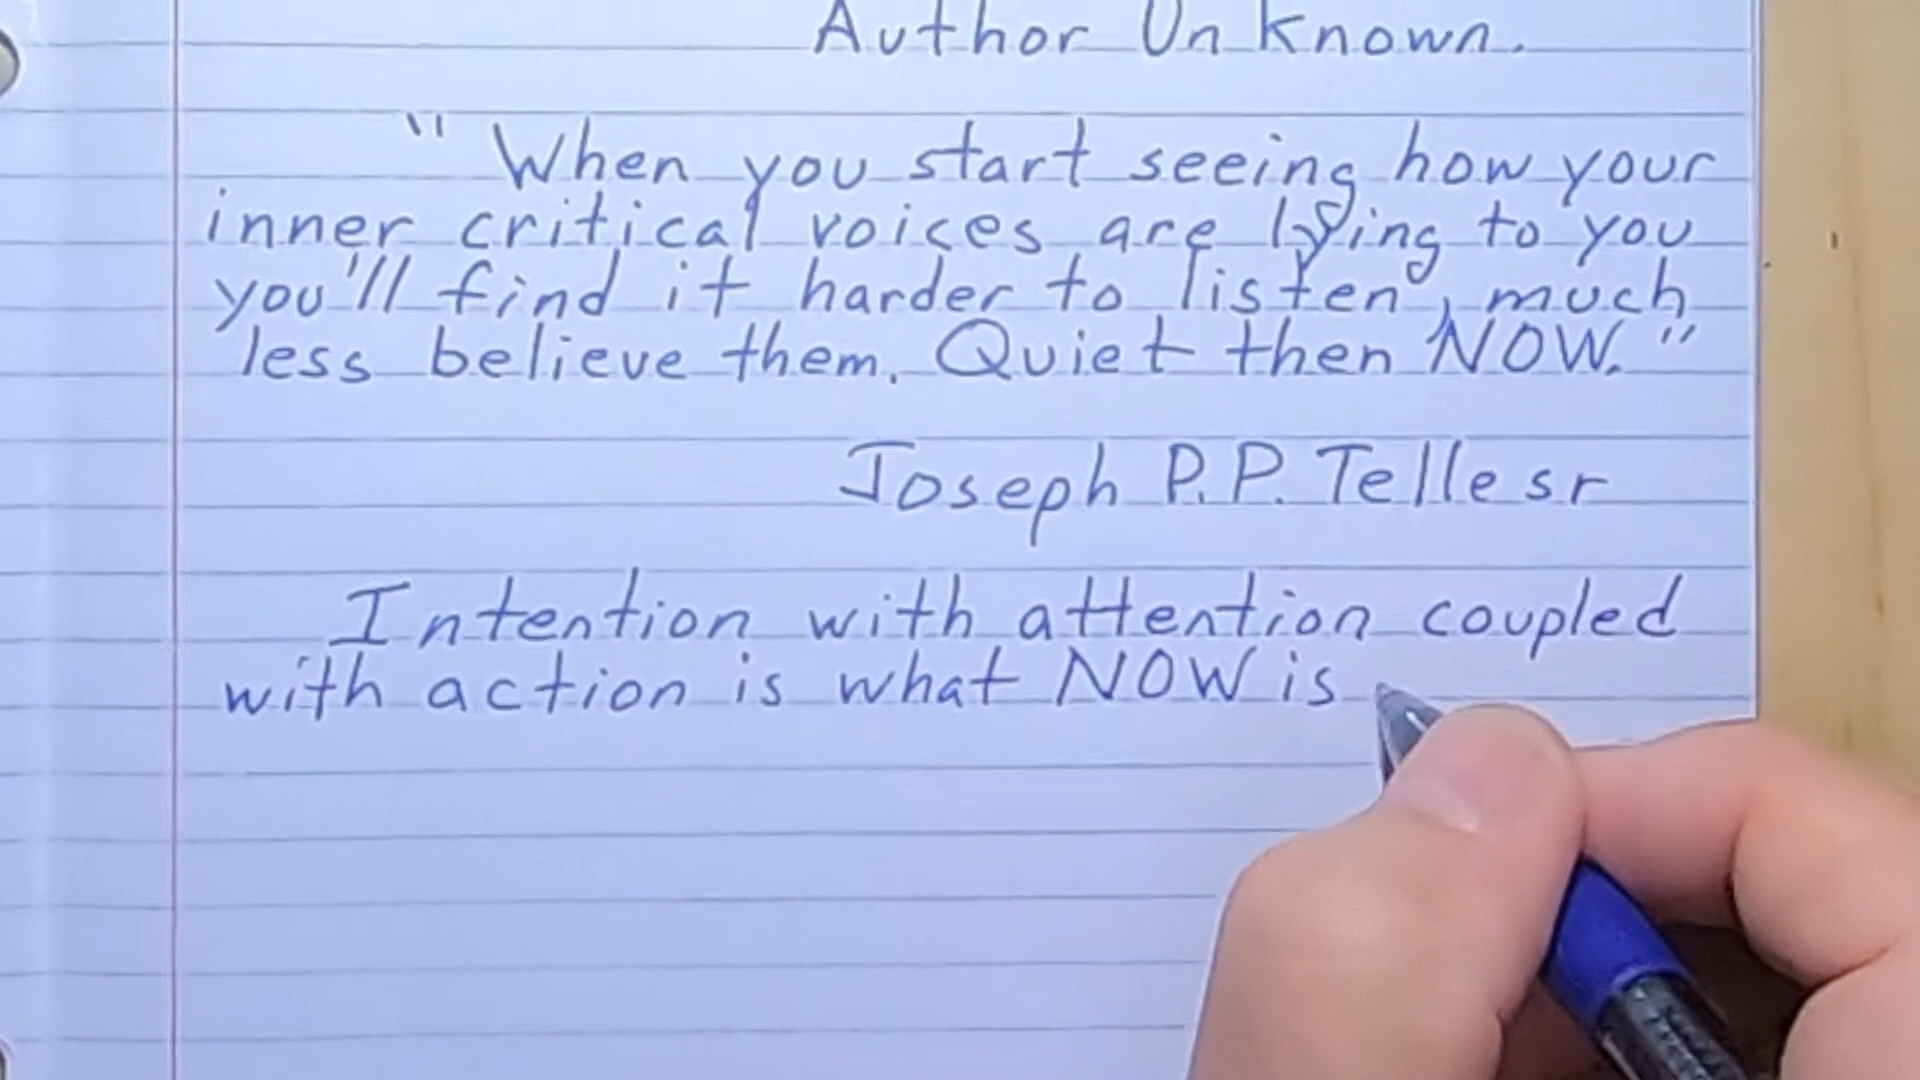 Author Unknown.
"When you start seeing how your
inner critical voices are lying to you
you'll find it harder to listen, much
less believe them. Quiet then NOW."
Joseph P.P. Tellesr
Intention with attention coupled
with action is what NOW is